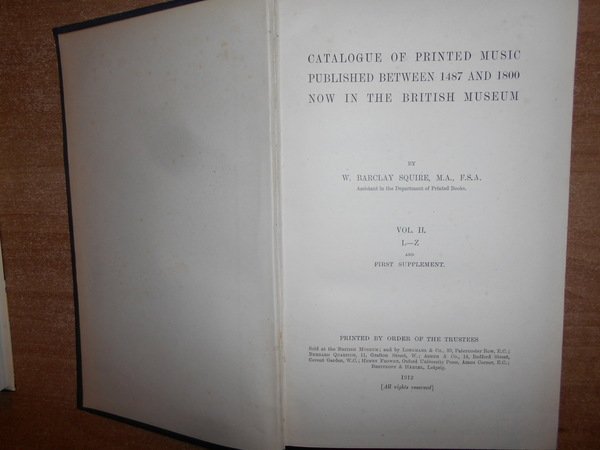 CATALOGUE OF PRINTED MUSIC
PUBLISHED BETWEEN 1487 AND 1800
NOW IN THE BRITISH MUSEUM
BY
W. BARCLAY SQUIRE, M.A., F.S.A.
Assistant in the Department of Printed Books.
VOL. II.
L—Z
AND
FIRST SUPPLEMENT.
PRINTED BY ORDER OF THE TRUSTEES
Sold at the BRITISH MUSEUM; and by LONGMANS & Co., 39, Paternoster Row, E.C.;
BERNARD QUARITCH, 11, Grafton Street, W.; ASHER & Co., 14, Bedford Street,
Covent Garden, W.C.; HENRY FROWDE, Oxford University Press, Amen Corner, E.C.;
BREITKOPF & HÄRTEL, Leipzig.
1912
[All rights reserved]